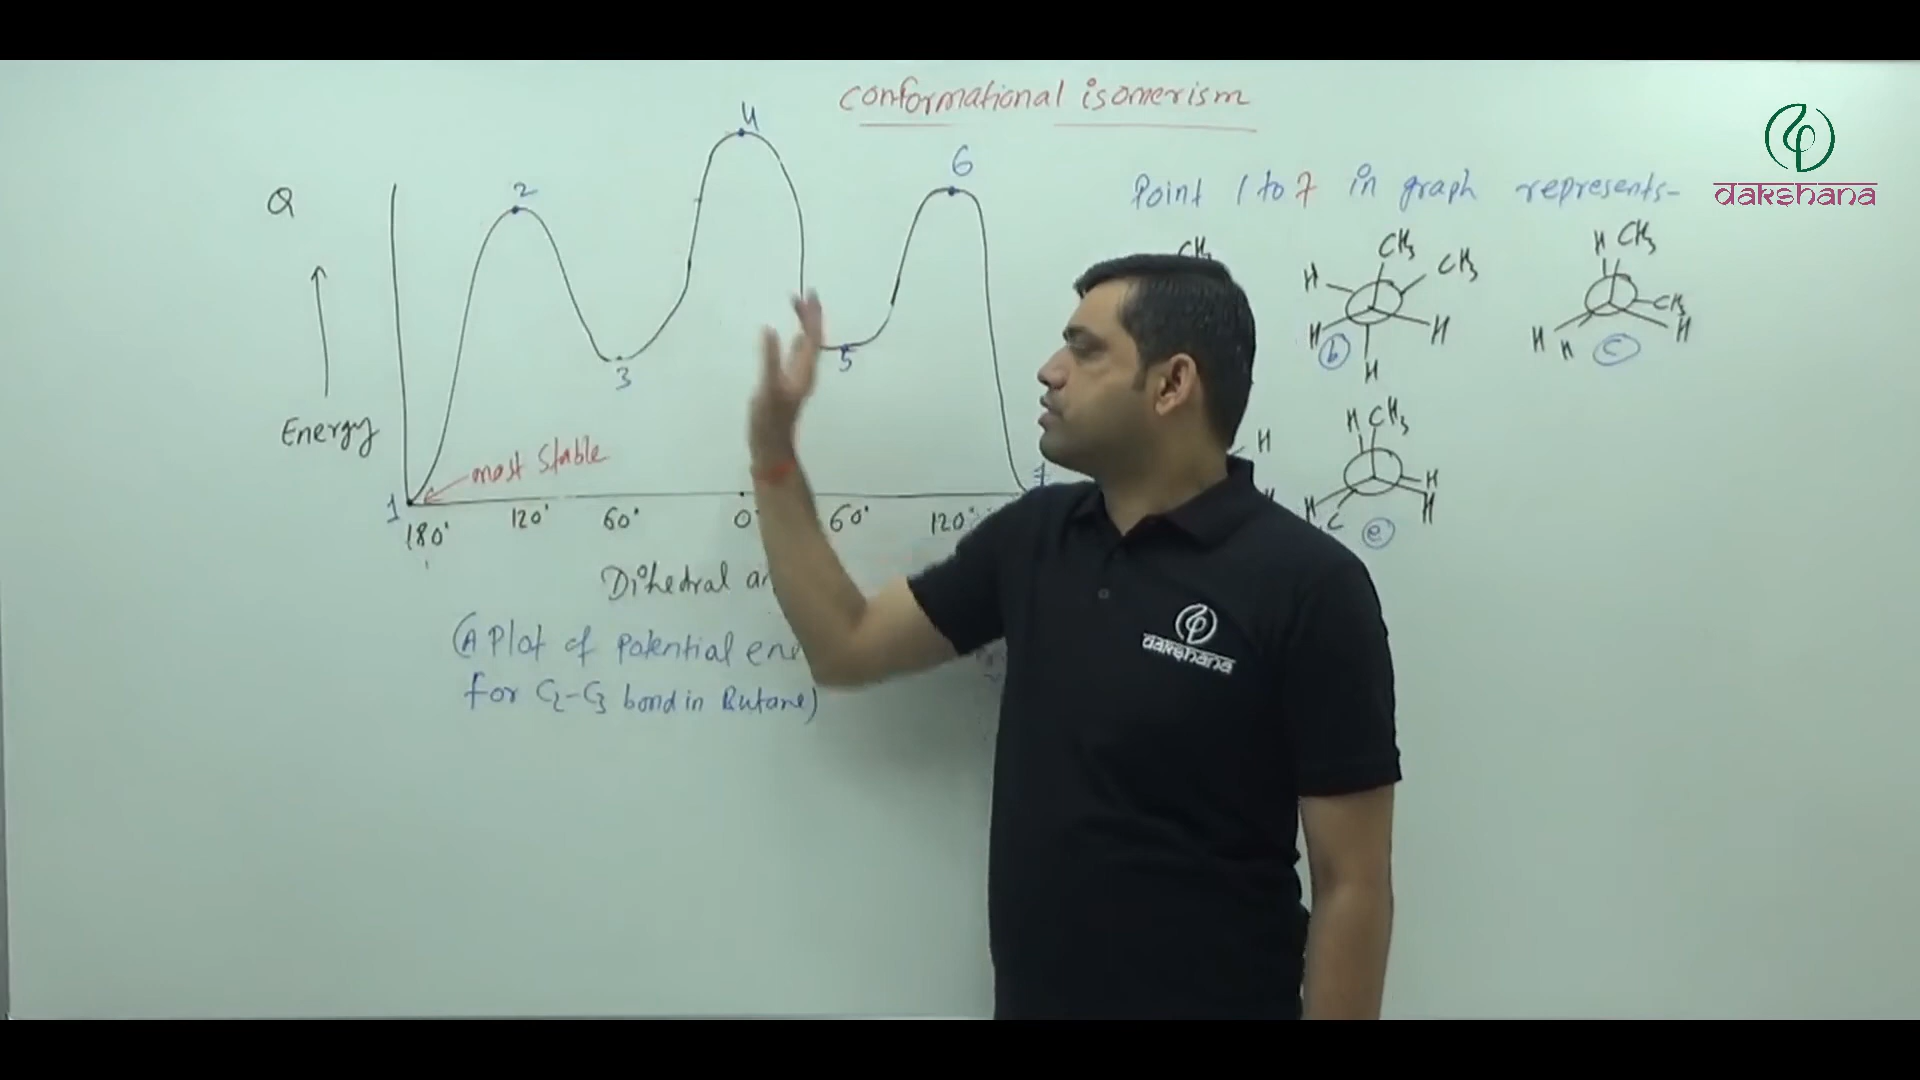 Conformational isomerism
dakshana
Q
4
2
6
Point 1 to 7 in graph represents-
3
5
Energy
most stable
1
180°
120°
60°
0°
60°
120°
Dihedral
(A Plot of Potential
for C2-C3 bond in Butane)
CH3
H
CH3
CH3
H
H
H
b
H
CH3
CH3
H
H
H
c
H
H
CH3
H
H
H
C
e
dakshana